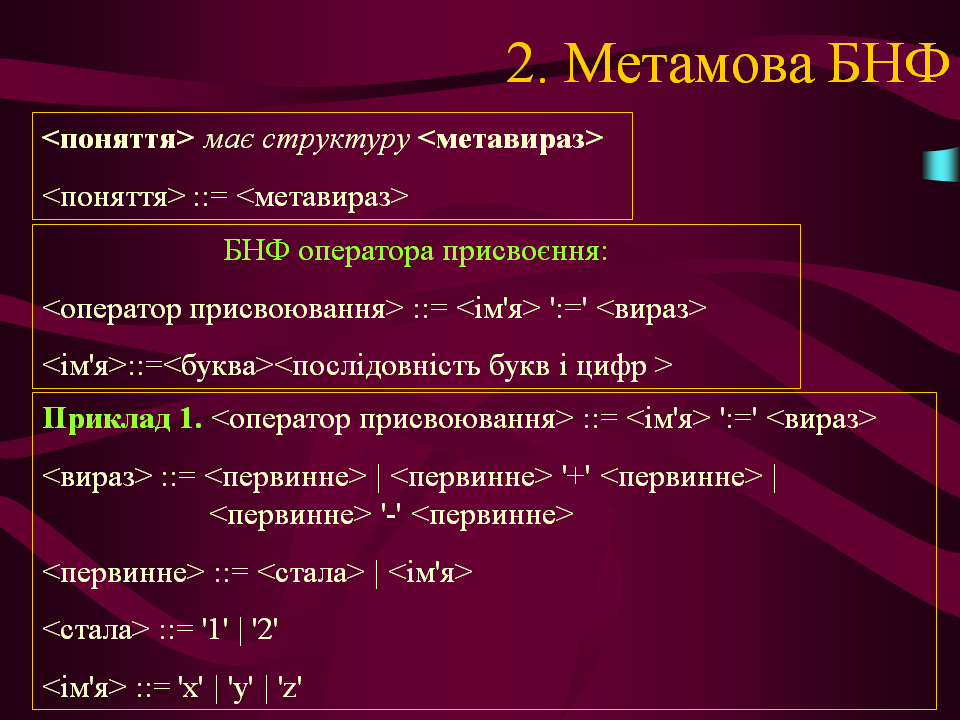 2. Метамова БНФ
<поняття> має структуру <метавираз>
<поняття> ::= <метавираз>
БНФ оператора присвоєння:
<оператор присвоювання> ::= <ім'я> ':=' <вираз>
<ім'я>::=<буква><послідовність букв і цифр >
Приклад 1. <оператор присвоювання> ::= <ім'я> ':=' <вираз>
<вираз> ::= <первинне> | <первинне> '+' <первинне> |
<первинне> '-' <первинне>
<первинне> ::= <стала> | <ім'я>
<стала> ::= '1' | '2'
<ім'я> ::= 'x' | 'y' | 'z'